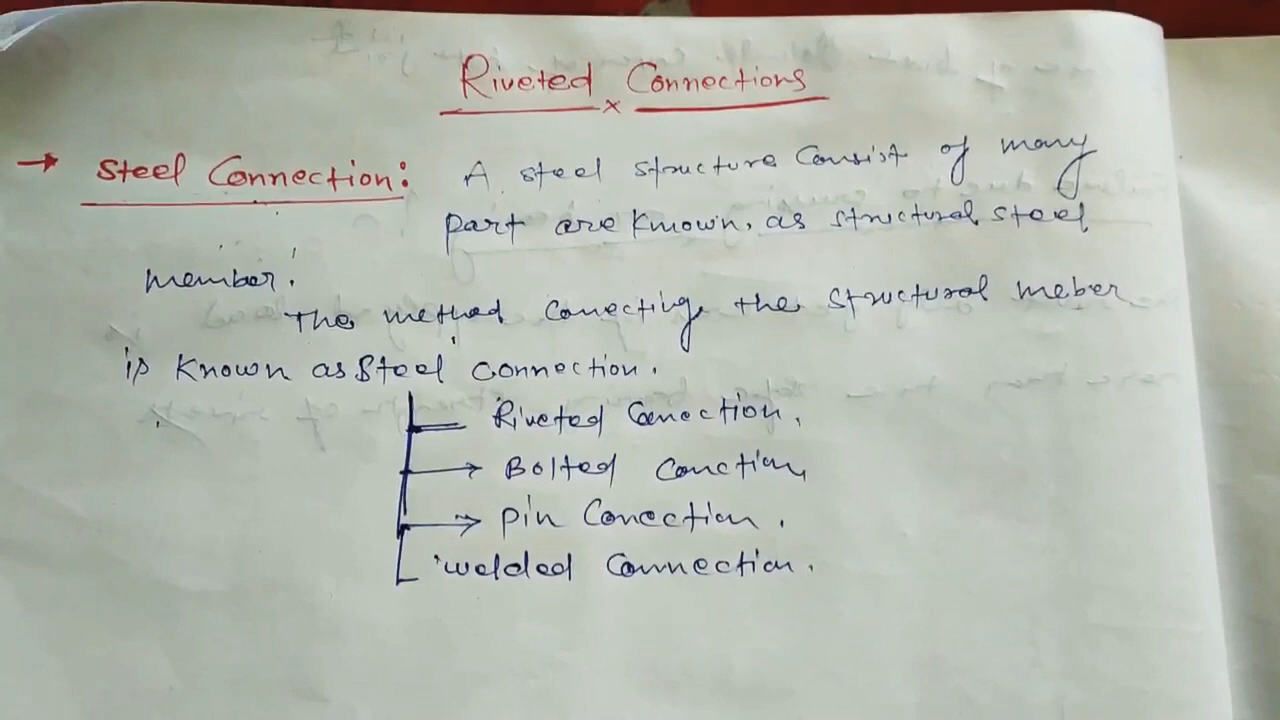 Riveted Connections
x
→ Steel Connection: A steel structure consist of many
part are known as structural steel
member.
The method conecting the structural meber
is known as steel connection.
Riveted Conection.
→ Bolted Conction,
→ Pin Conection.
welded Connection.